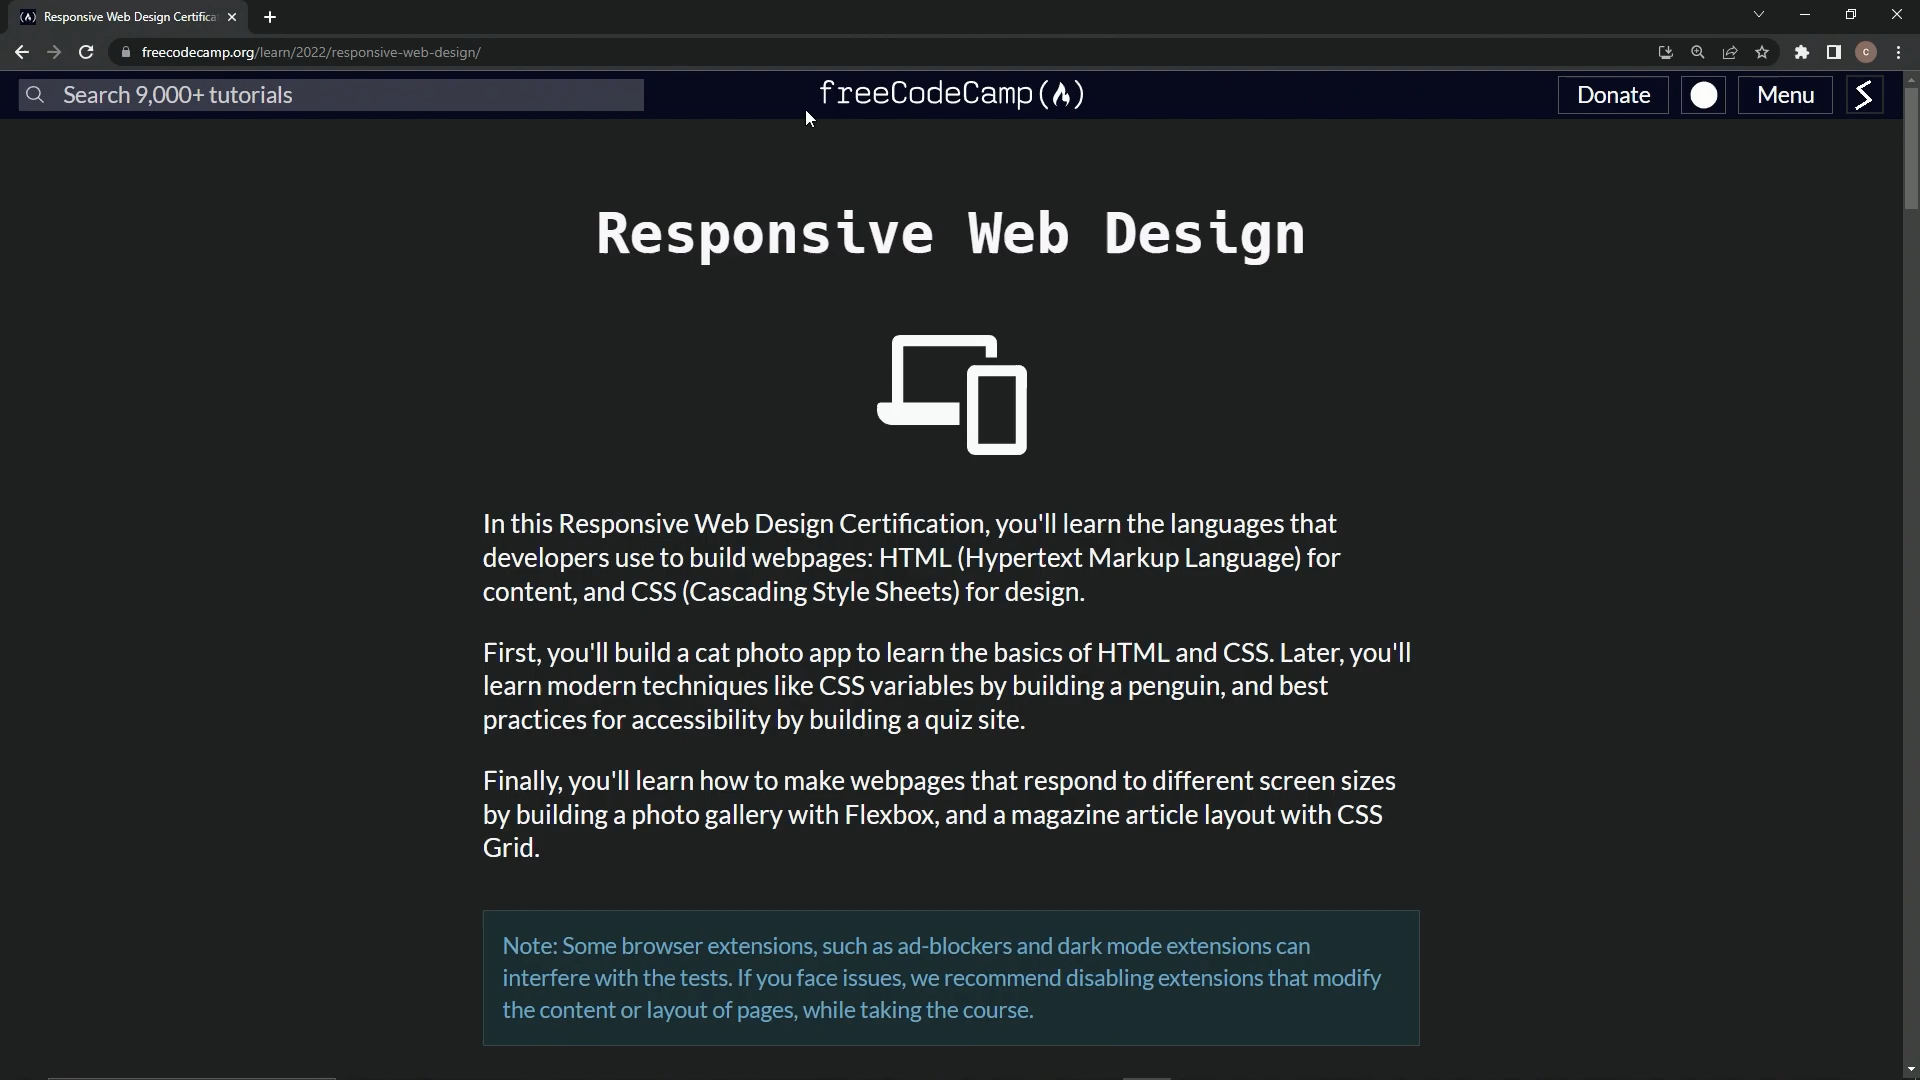 Responsive Web Design Certifica
freecodecamp.org/learn/2022/responsive-web-design/
C
Search 9,000+ tutorials
freeCodeCamp
Donate
Menu
Responsive Web Design
In this Responsive Web Design Certification, you'll learn the languages that
developers use to build webpages: HTML (Hypertext Markup Language) for
content, and CSS (Cascading Style Sheets) for design.
First, you'll build a cat photo app to learn the basics of HTML and CSS. Later, you'll
learn modern techniques like CSS variables by building a penguin, and best
practices for accessibility by building a quiz site.
Finally, you'll learn how to make webpages that respond to different screen sizes
by building a photo gallery with Flexbox, and a magazine article layout with CSS
Grid.
Note: Some browser extensions, such as ad-blockers and dark mode extensions can
interfere with the tests. If you face issues, we recommend disabling extensions that modify
the content or layout of pages, while taking the course.